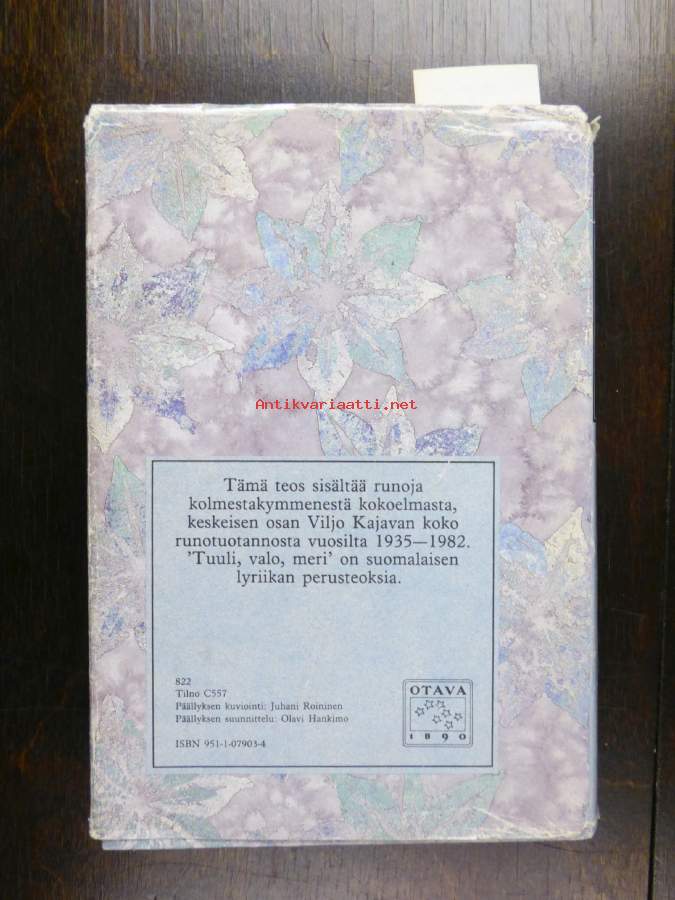 Antikvariaatti.net
Tämä teos sisältää runoja
kolmestakymmenestä kokoelmasta,
keskeisen osan Viljo Kajavan koko
runotuotannosta vuosilta 1935—1982.
'Tuuli, valo, meri' on suomalaisen
lyriikan perusteoksia.
822
Tilno C557
Päällyksen kuviointi: Juhani Roininen
Päällyksen suunnittelu: Olavi Hankimo
ISBN 951-1-07903-4
OTAVA
1890